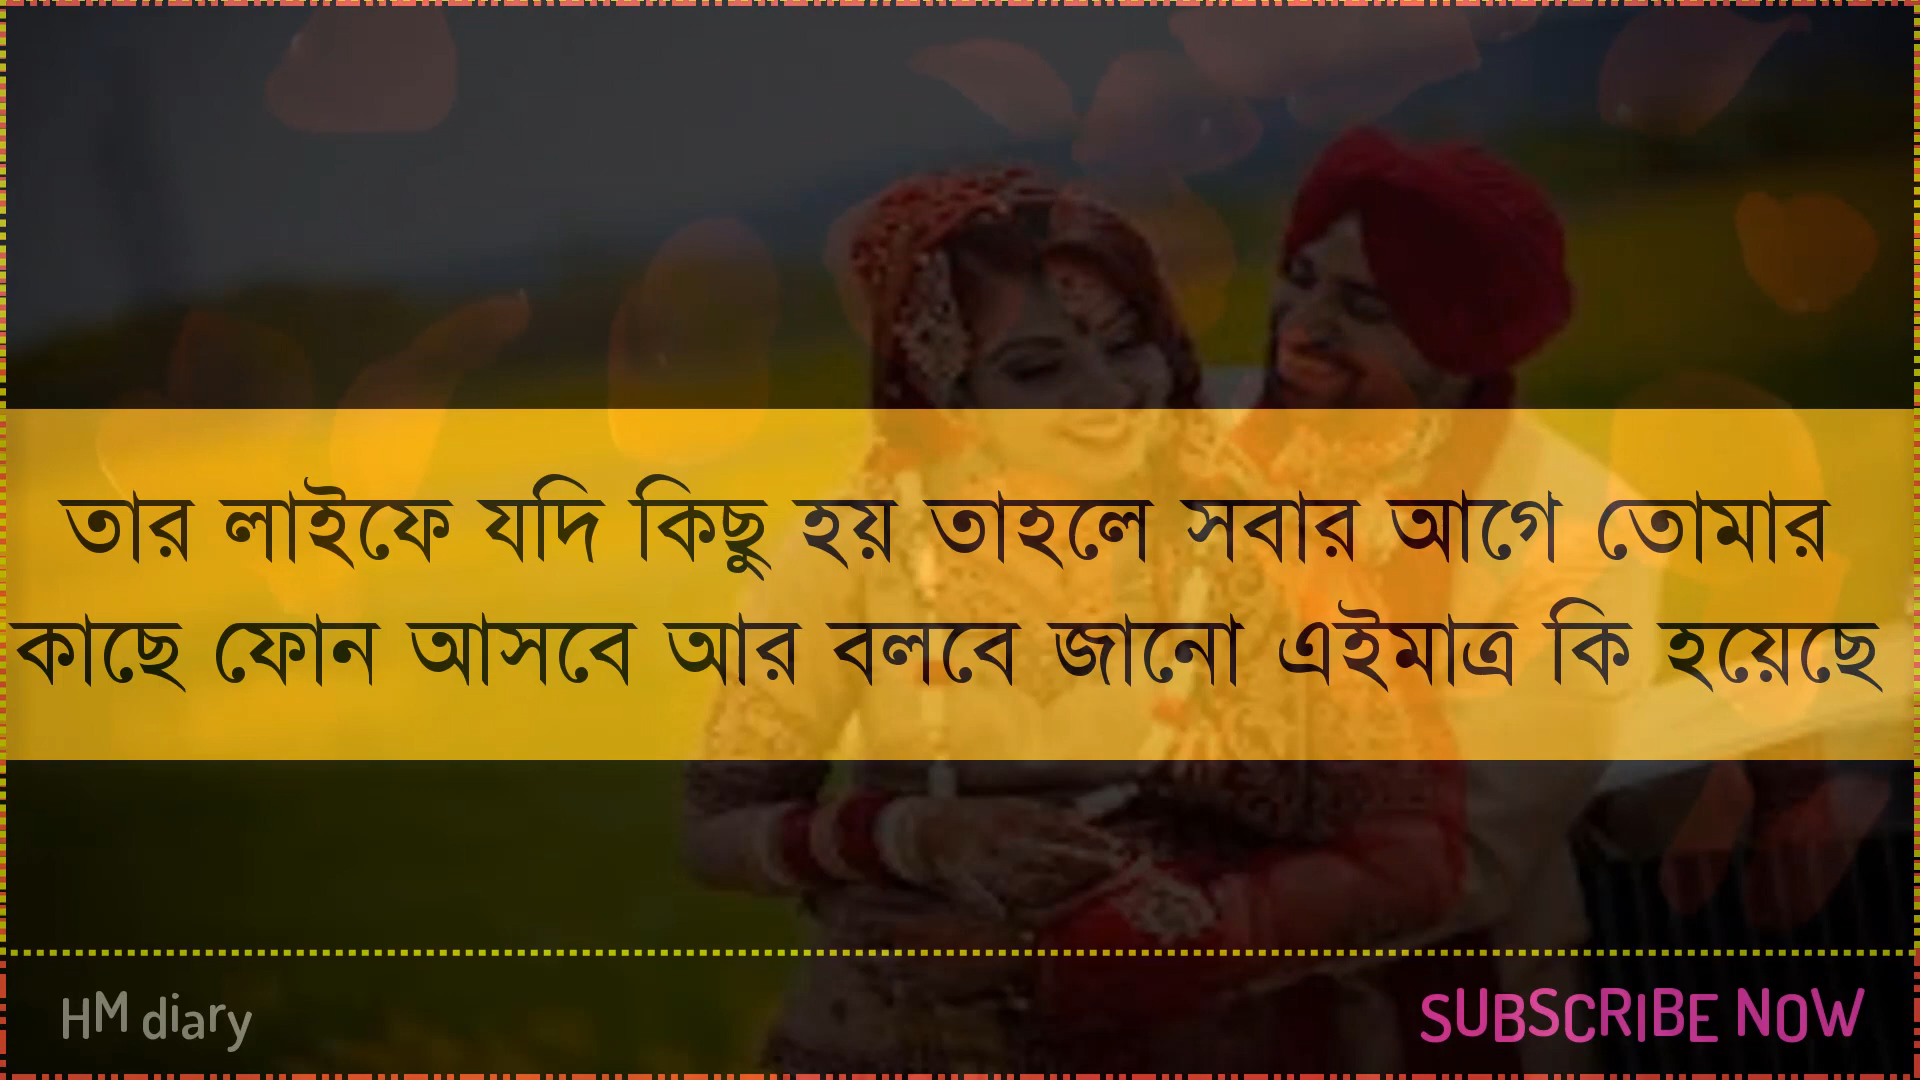 তার লাইফে যদি কিছু হয় তাহলে সবার আগে তোমার
কাছে ফোন আসবে আর বলবে জানো এইমাত্র কি হয়েছে
HM diary
SUBSCRIBE NOW